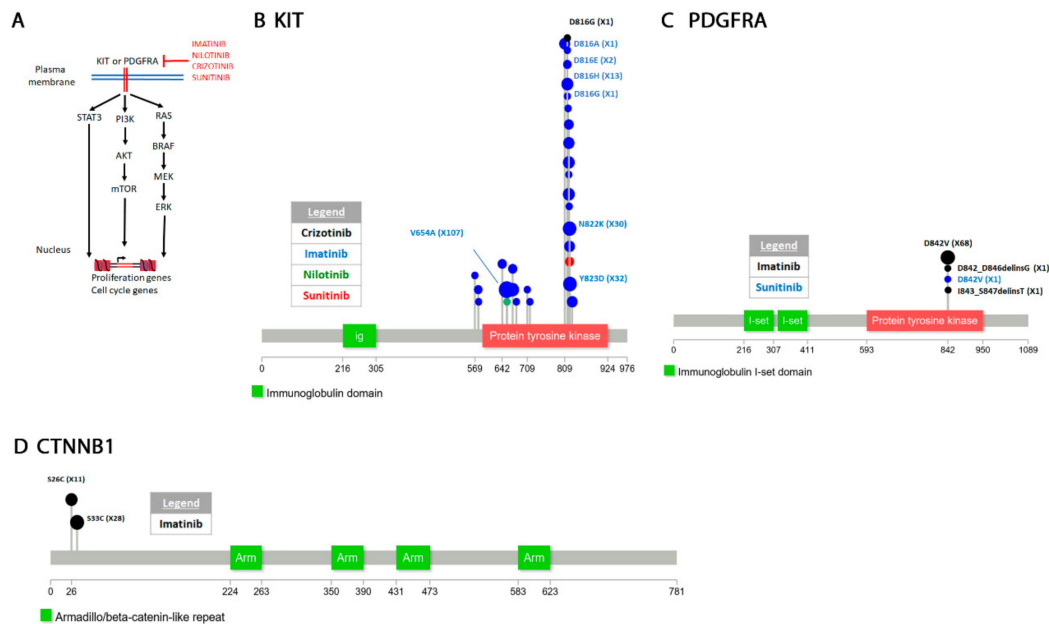 A
KIT or PDGFRA
IMATINIB
NILOTINIB
CRIZOTINIB
SUNITINIB
Plasma
membrane
STAT3
PI3K
RAS
AKT
BRAF
mTOR
MEK
ERK
Nucleus
Proliferation genes
Cell cycle genes
B KIT
D816G (X1)
D816A (X1)
D816E (X2)
D816H (X13)
D816G (X1)
V654A (X107)
N822K (X30)
Y823D (X32)
Legend
Crizotinib
Imatinib
Nilotinib
Sunitinib
ig
Protein tyrosine kinase
0 216 305 569 642 709 809 924 976
Immunoglobulin domain
C PDGFRA
D842V (X68)
D842_D846delinsG (X1)
D842V (X1)
I843_S847delinsT (X1)
Legend
Imatinib
Sunitinib
I-set I-set Protein tyrosine kinase
0 216 307 411 593 842 950 1089
Immunoglobulin I-set domain
D CTNNB1
S26C (X11)
S33C (X28)
Legend
Imatinib
Arm Arm Arm Arm
0 26 224 263 350 390 431 473 583 623 781
Armadillo/beta-catenin-like repeat